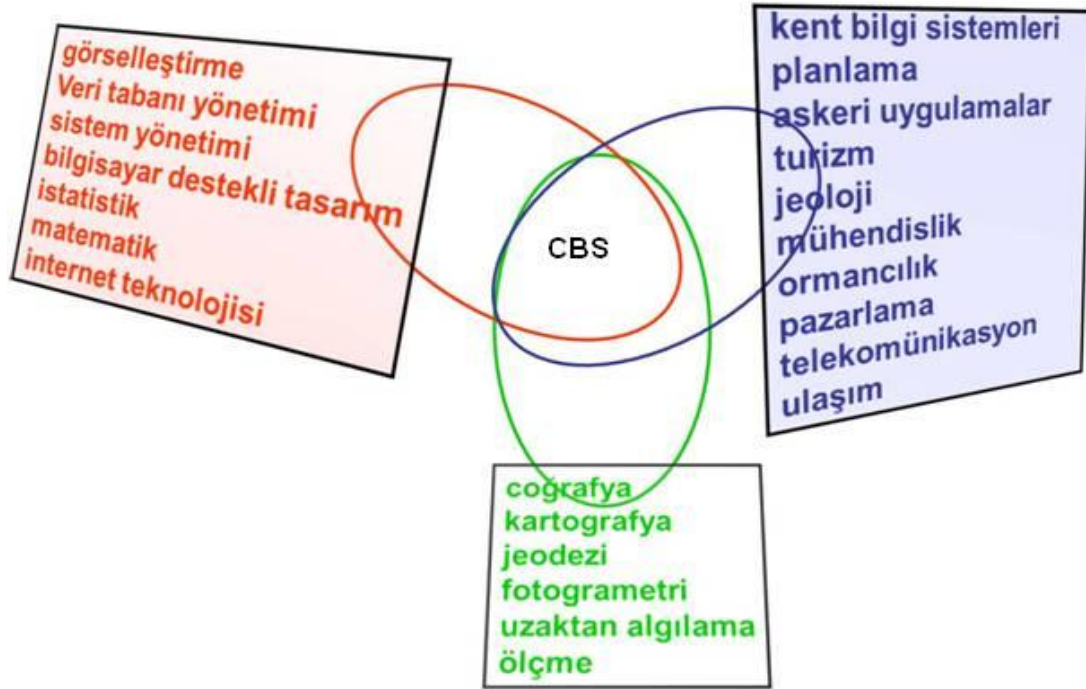 görselleştirme
Veri tabanı yönetimi
sistem yönetimi
bilgisayar destekli tasarım
istatistik
matematik
internet teknolojisi
CBS
kent bilgi sistemleri
planlama
askeri uygulamalar
turizm
jeoloji
mühendislik
ormancılık
pazarlama
telekomünikasyon
ulaşım
coğrafya
kartografya
jeodezi
fotogrametri
uzaktan algılama
ölçme